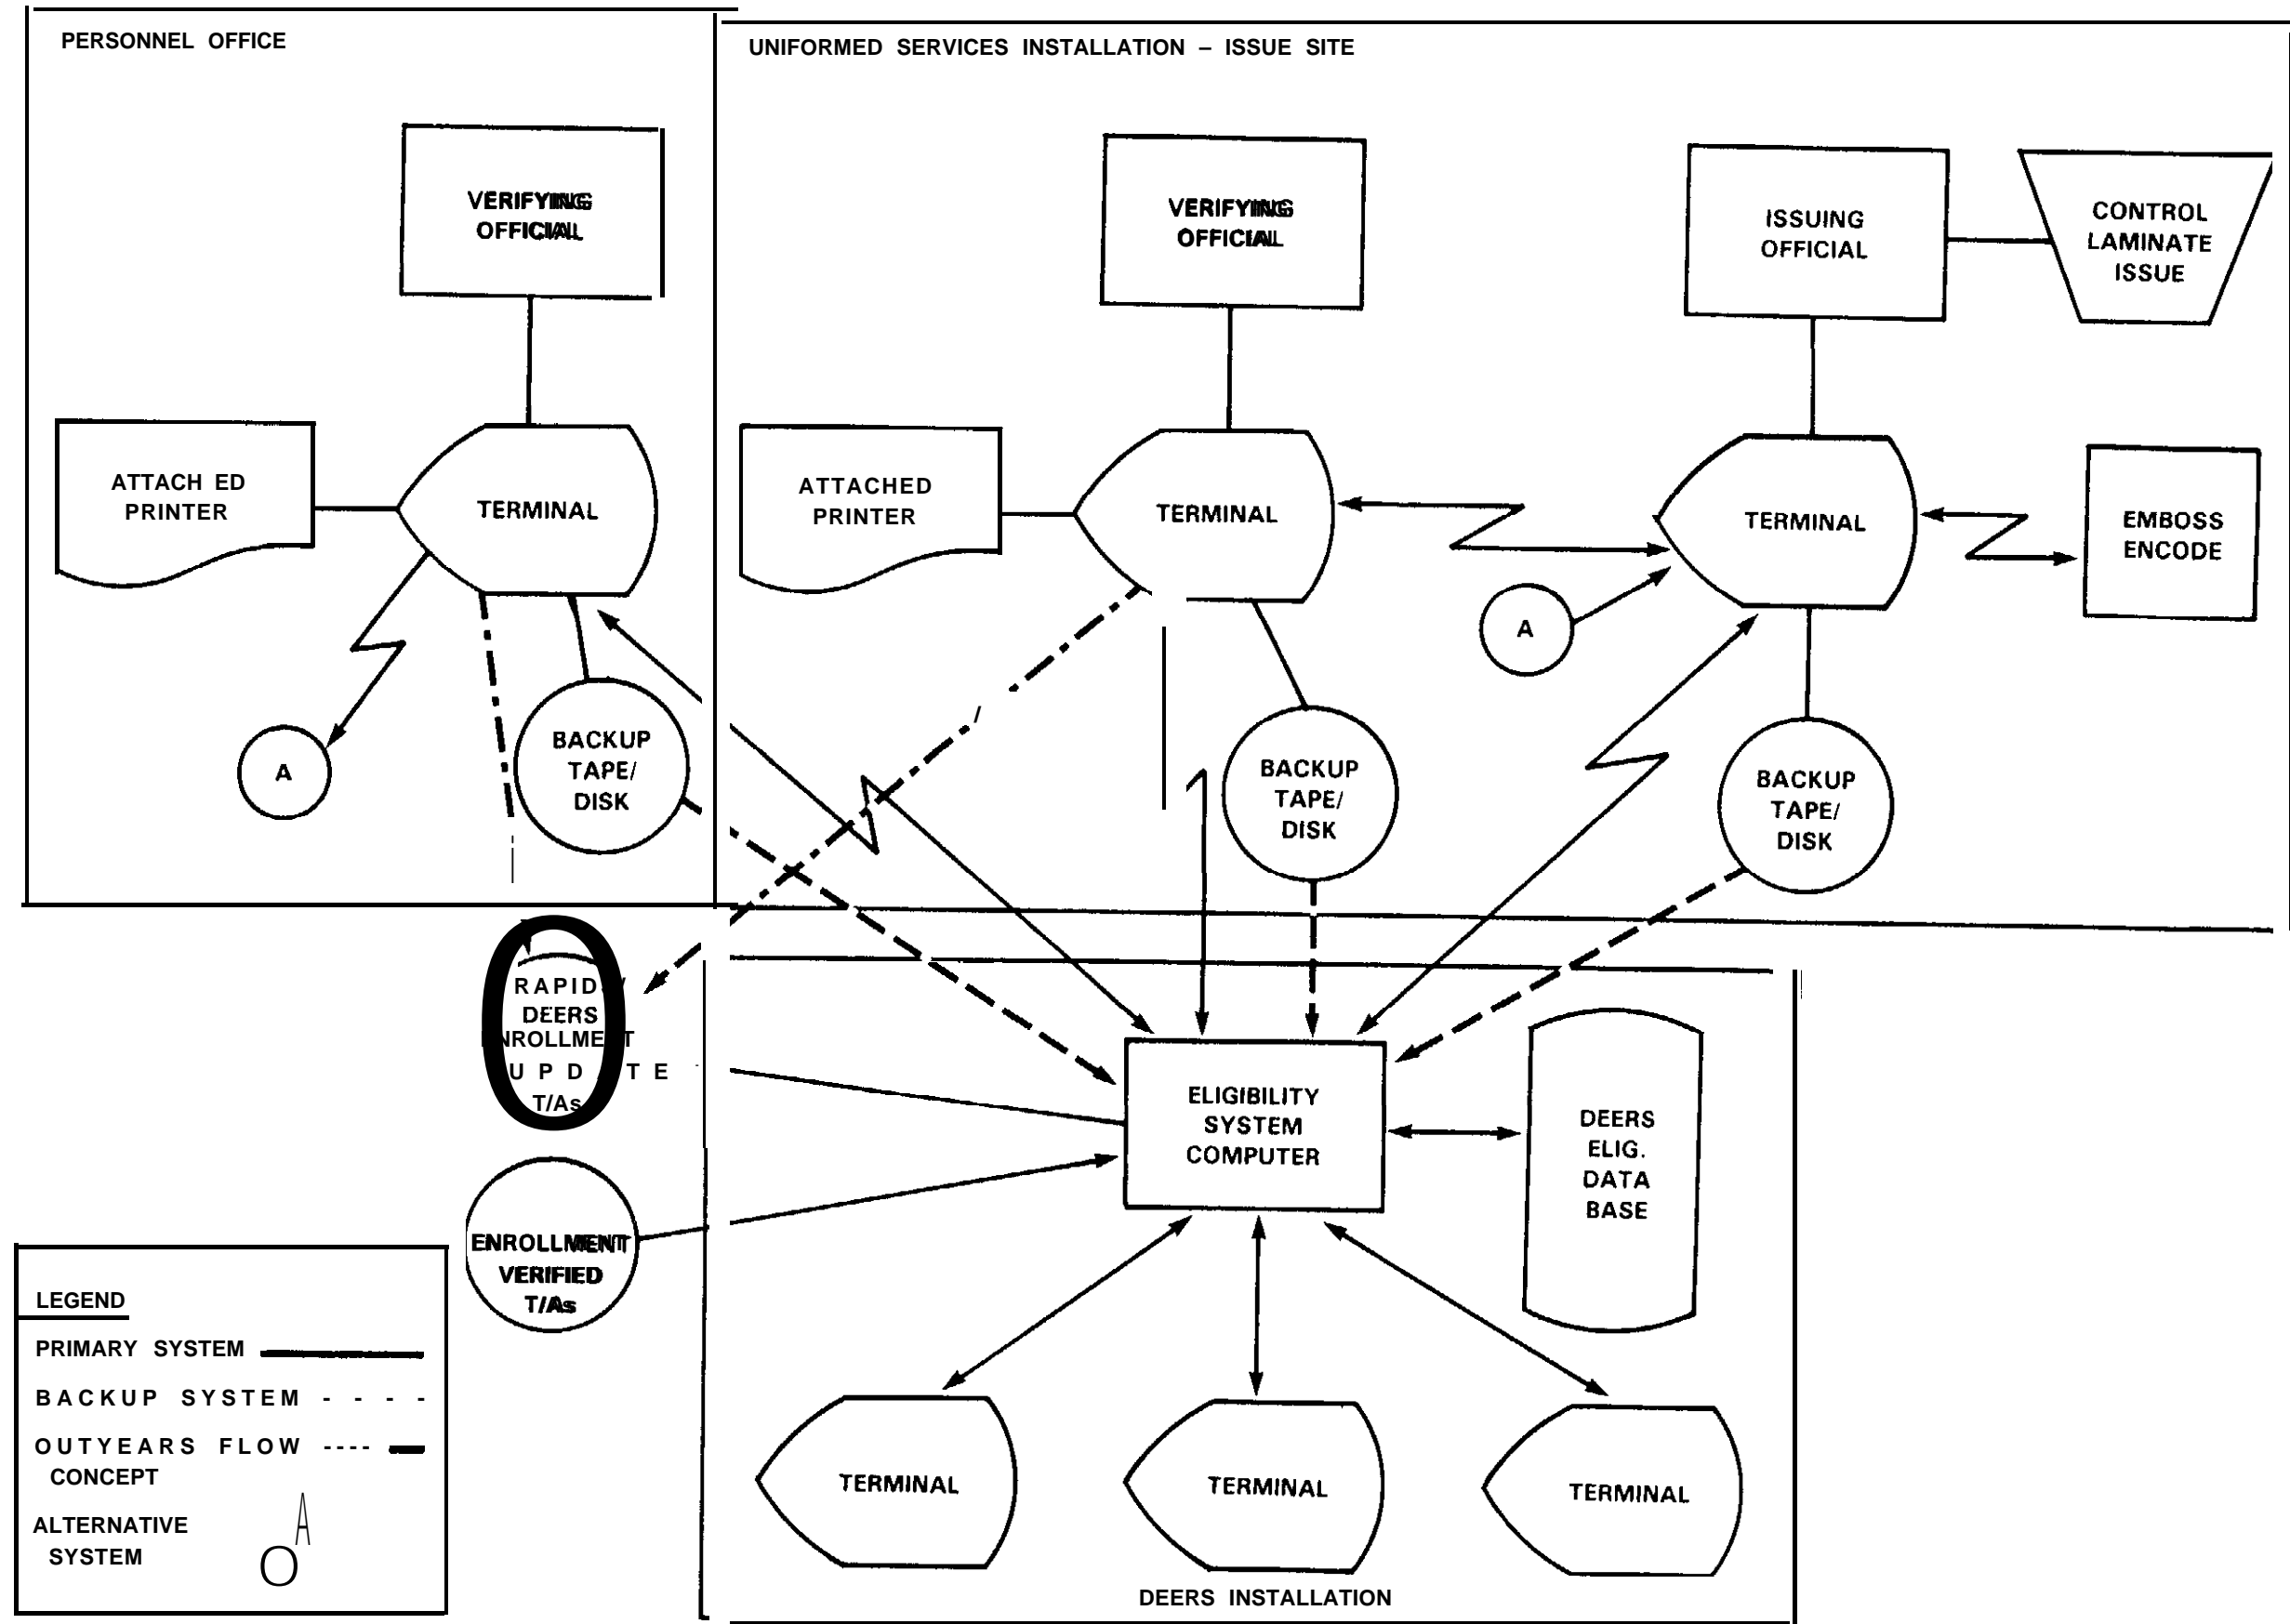 PERSONNEL OFFICE
UNIFORMED SERVICES INSTALLATION – ISSUE SITE
VERIFYING
OFFICIAL
VERIFYING
OFFICIAL
ISSUING
OFFICIAL
CONTROL
LAMINATE
ISSUE
ATTACH ED
PRINTER
TERMINAL
ATTACHED
PRINTER
TERMINAL
TERMINAL
EMBOSS
ENCODE
A
A
BACKUP
TAPE/
DISK
BACKUP
TAPE/
DISK
BACKUP
TAPE/
DISK
RAPIDS/
DEERS
ENROLLMENT
UPDATE
T/As
ELIGIBILITY
SYSTEM
COMPUTER
DEERS
ELIG.
DATA
BASE
ENROLLMENT
VERIFIED
T/As
TERMINAL
TERMINAL
TERMINAL
DEERS INSTALLATION
LEGEND
PRIMARY SYSTEM
BACKUP SYSTEM - - - -
OUTYEARS FLOW ----
CONCEPT
ALTERNATIVE
SYSTEM
A
O